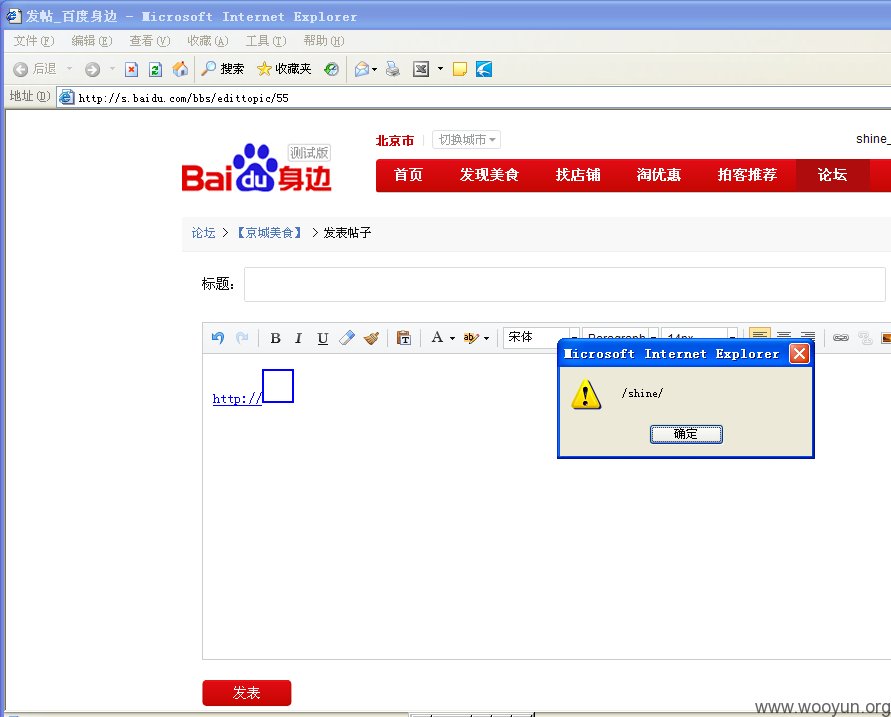 发帖_百度身边 - Microsoft Internet Explorer
文件(F) 编辑(E) 查看(V) 收藏(A) 工具(T) 帮助(H)
后退 搜索 收藏夹
地址(D) http://s.baidu.com/bbs/edittopic/55
北京市 切换城市 shine_
Bai du 身边 测试版
首页 发现美食 找店铺 淘优惠 拍客推荐 论坛
论坛 > 【京城美食】 > 发表帖子
标题:
B I U A ab 宋体 Paragraph 14px
Microsoft Internet Explorer
/shine/
确定
http://
发表
www.wooyun.org